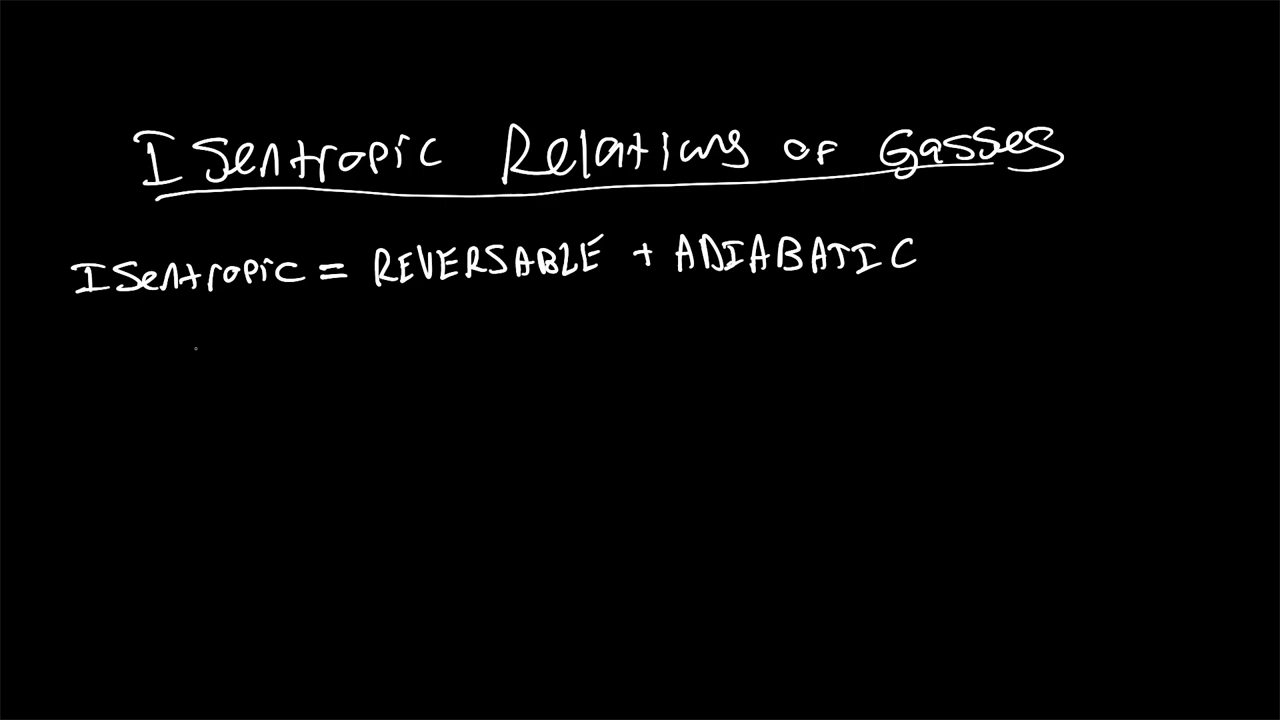 Isentropic Relations of Gasses
Isentropic = REVERSABLE + ADIABATIC